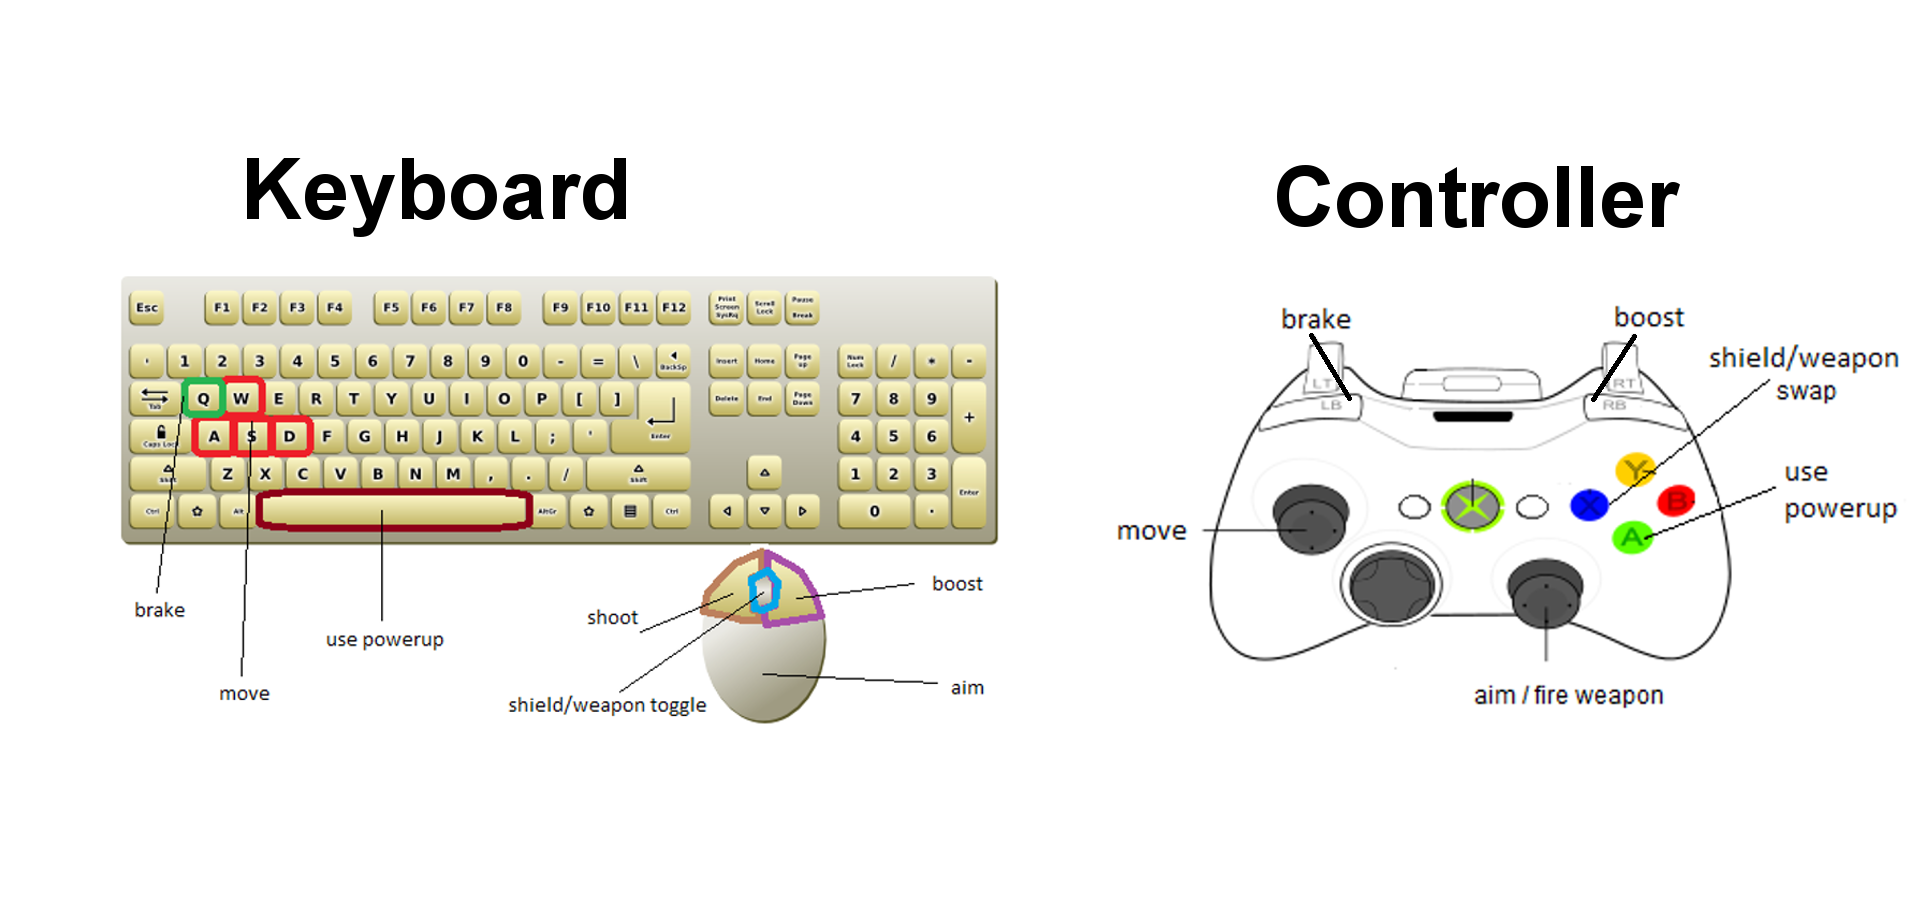 Keyboard
Controller
Esc F1 F2 F3 F4 F5 F6 F7 F8 F9 F10 F11 F12 Print Screen SysRq Scroll Lock Pause Break
' 1 2 3 4 5 6 7 8 9 0 - = \ BackSp Insert Home Page up Num Lock / * -
Tab Q W E R T Y U I O P [ ] Enter Delete End Page Down 7 8 9 +
Caps Loc A S D F G H J K L ; ' 4 5 6
Shift Z X C V B N M , . / Shift 1 2 3 Enter
Ctrl Alt AltGr Ctrl 0 .
brake
move
use powerup
shoot
shield/weapon toggle
boost
aim
brake
boost
shield/weapon
swap
LT
RT
LB
RB
Y
X
B
A
use
powerup
move
aim / fire weapon